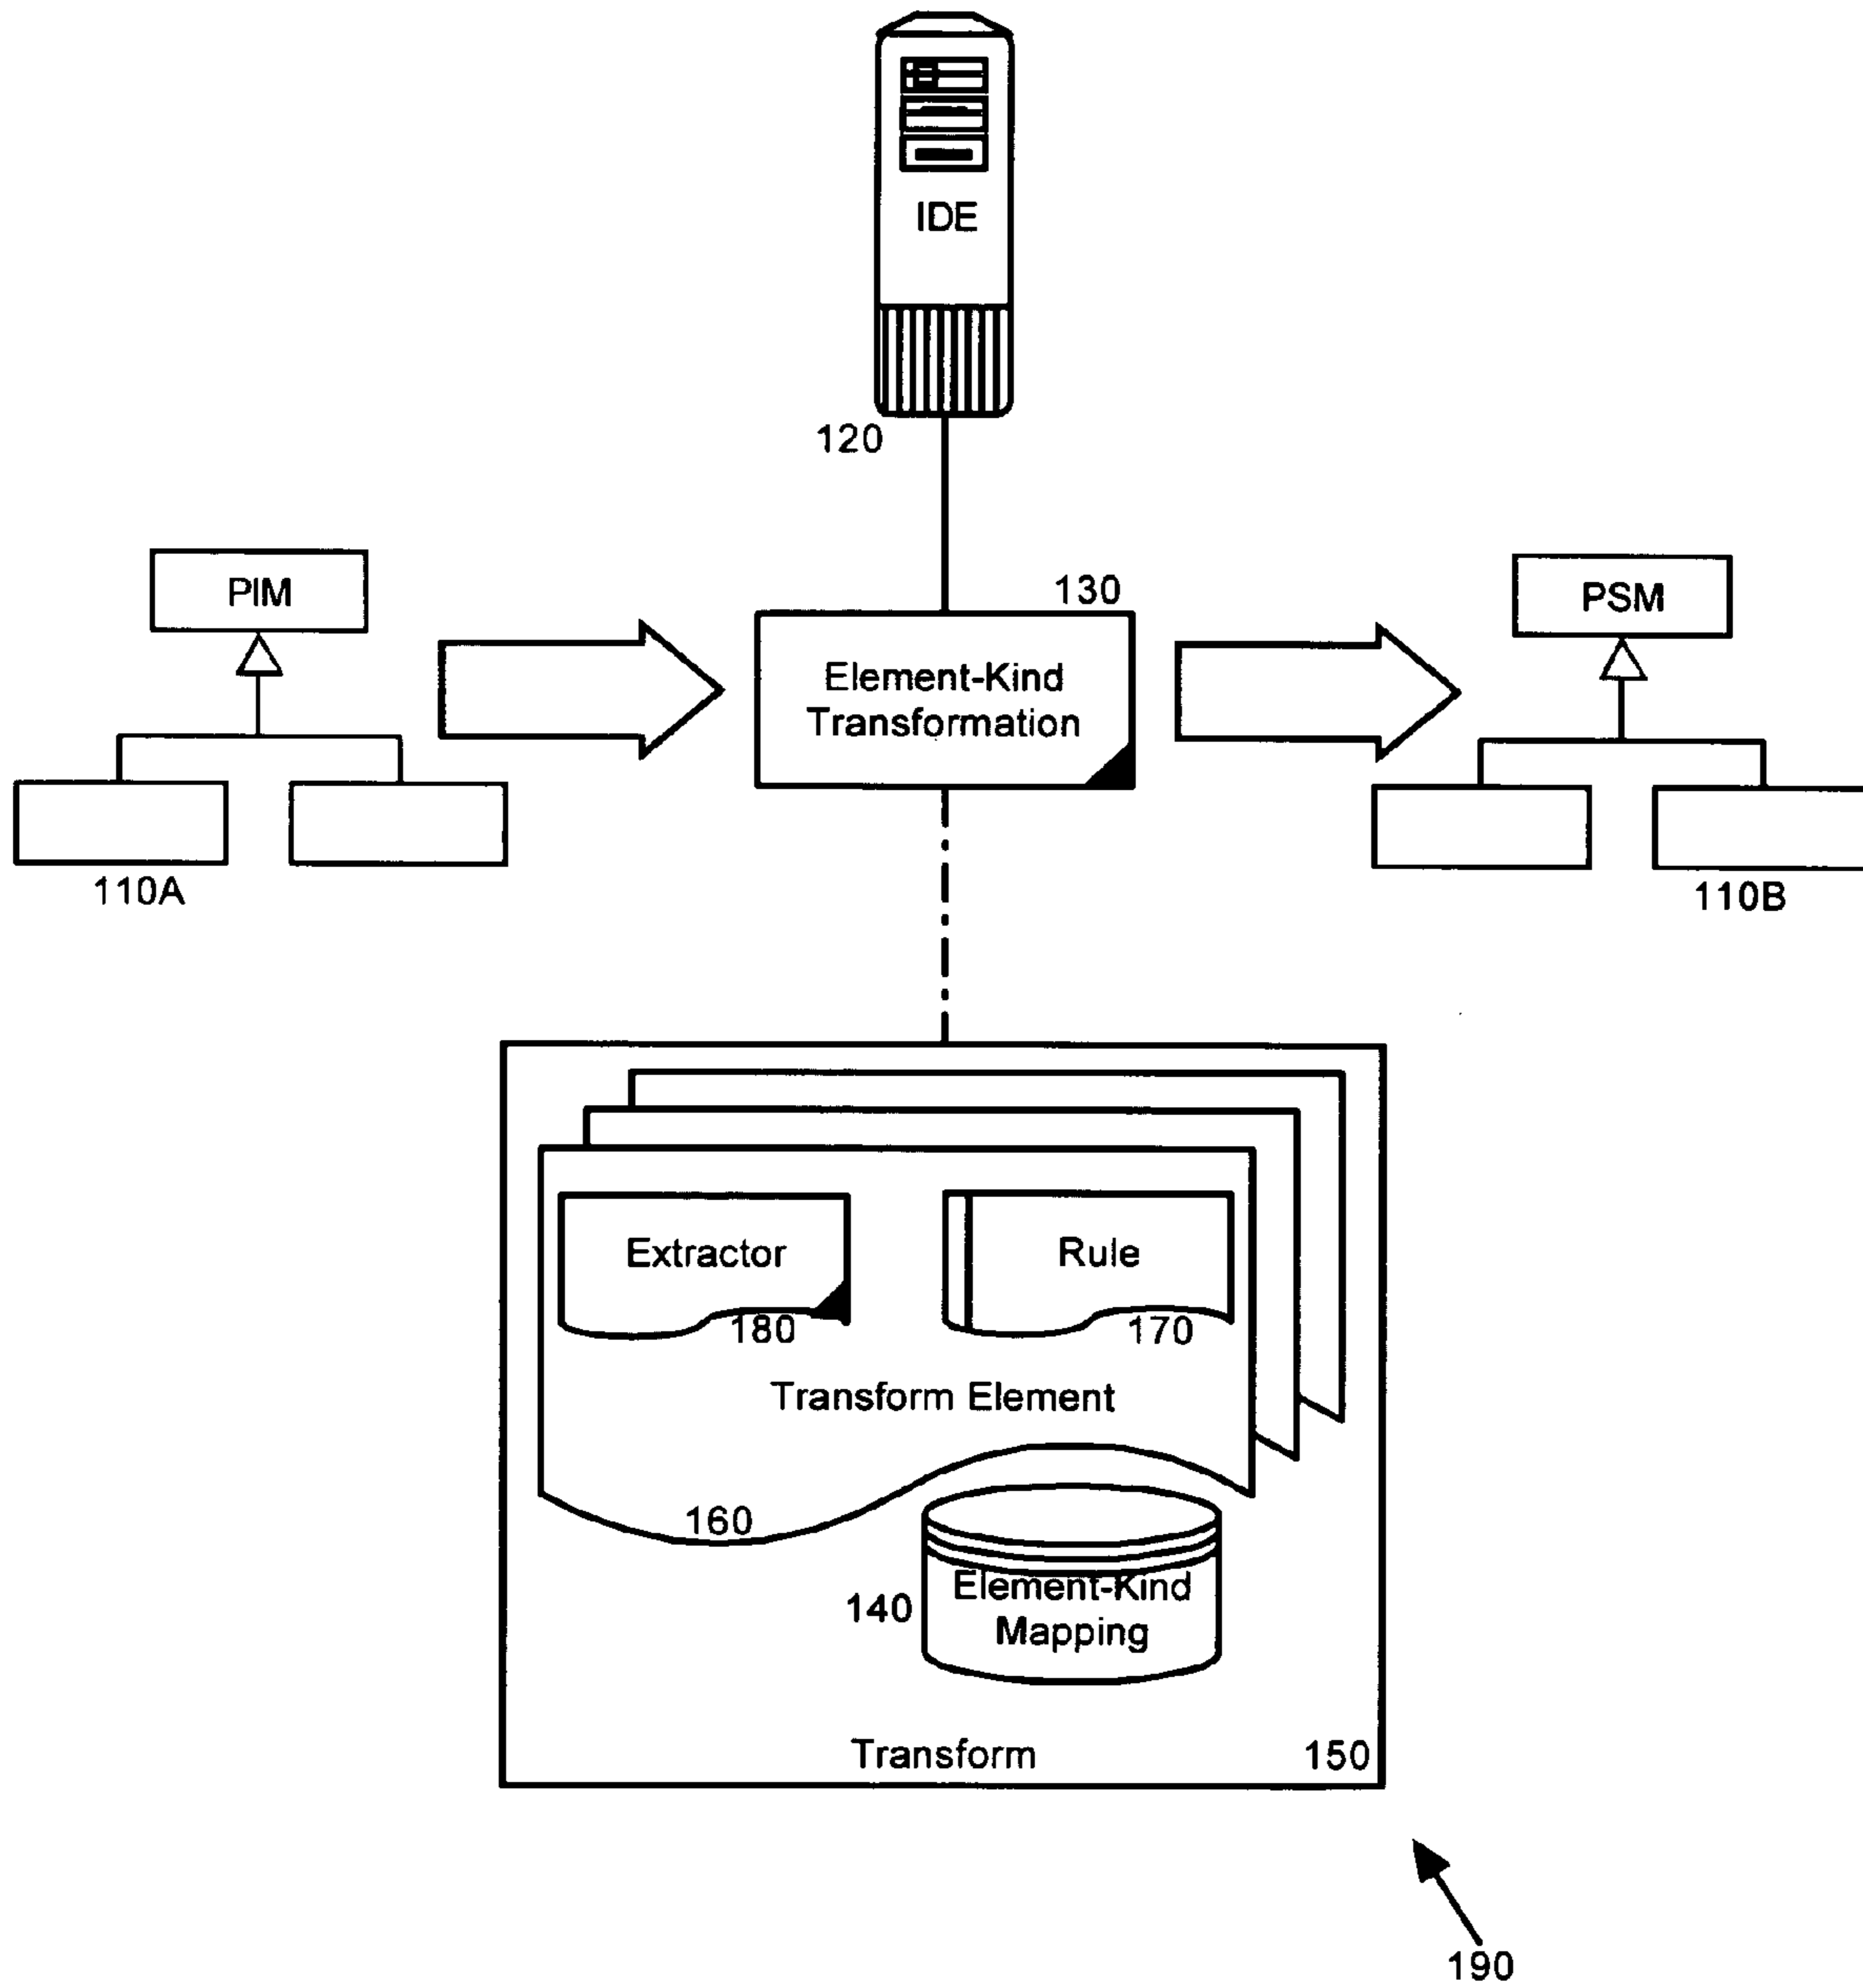 IDE
120
PIM
130
PSM
Element-Kind
Transformation
110A
110B
Extractor
Rule
180
170
Transform Element
160
140
Element-Kind
Mapping
Transform
150
190